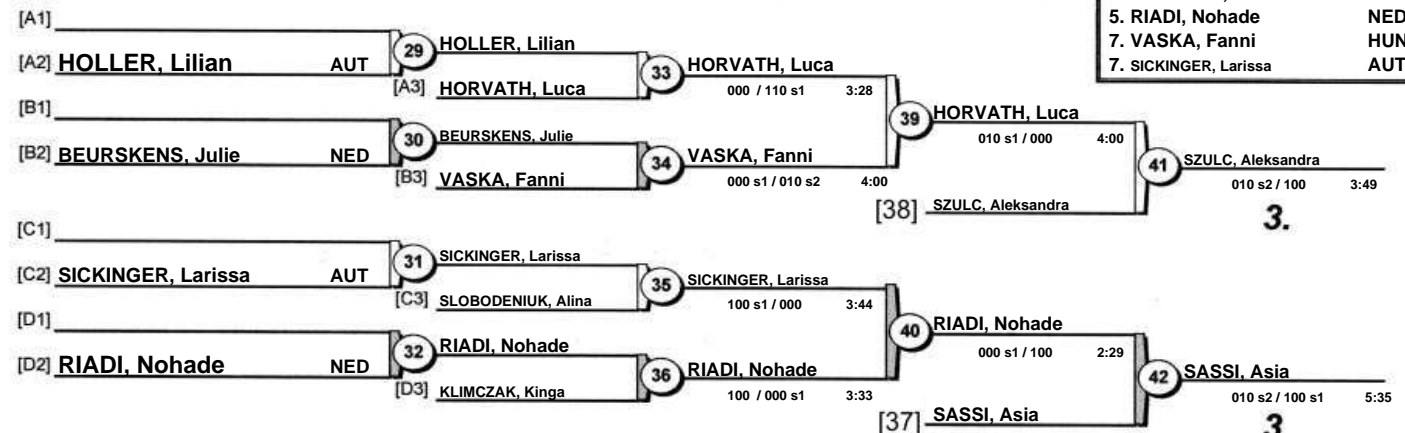 5. RIADI, Nohade NED
7. VASKA, Fanni HUN
7. SICKINGER, Larissa AUT
[A1]
[A2] HOLLER, Lilian AUT
29 HOLLER, Lilian
[A3] HORVATH, Luca
33 HORVATH, Luca
000 / 110 s1 3:28
[B1]
[B2] BEURSKENS, Julie NED
30 BEURSKENS, Julie
[B3] VASKA, Fanni
34 VASKA, Fanni
000 s1 / 010 s2 4:00
39 HORVATH, Luca
010 s1 / 000 4:00
[38] SZULC, Aleksandra
41 SZULC, Aleksandra
010 s2 / 100 3:49
3.
[C1]
[C2] SICKINGER, Larissa AUT
31 SICKINGER, Larissa
[C3] SLOBODENIUK, Alina
35 SICKINGER, Larissa
100 s1 / 000 3:44
[D1]
[D2] RIADI, Nohade NED
32 RIADI, Nohade
[D3] KLIMCZAK, Kinga
36 RIADI, Nohade
100 / 000 s1 3:33
40 RIADI, Nohade
000 s1 / 100 2:29
[37] SASSI, Asia
42 SASSI, Asia
010 s2 / 100 s1 5:35
3